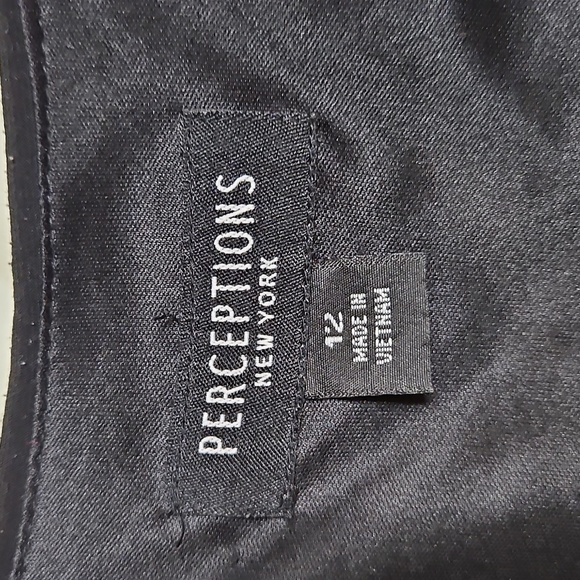 PERCEPTIONS
NEW YORK
12
MADE IN
VIETNAM